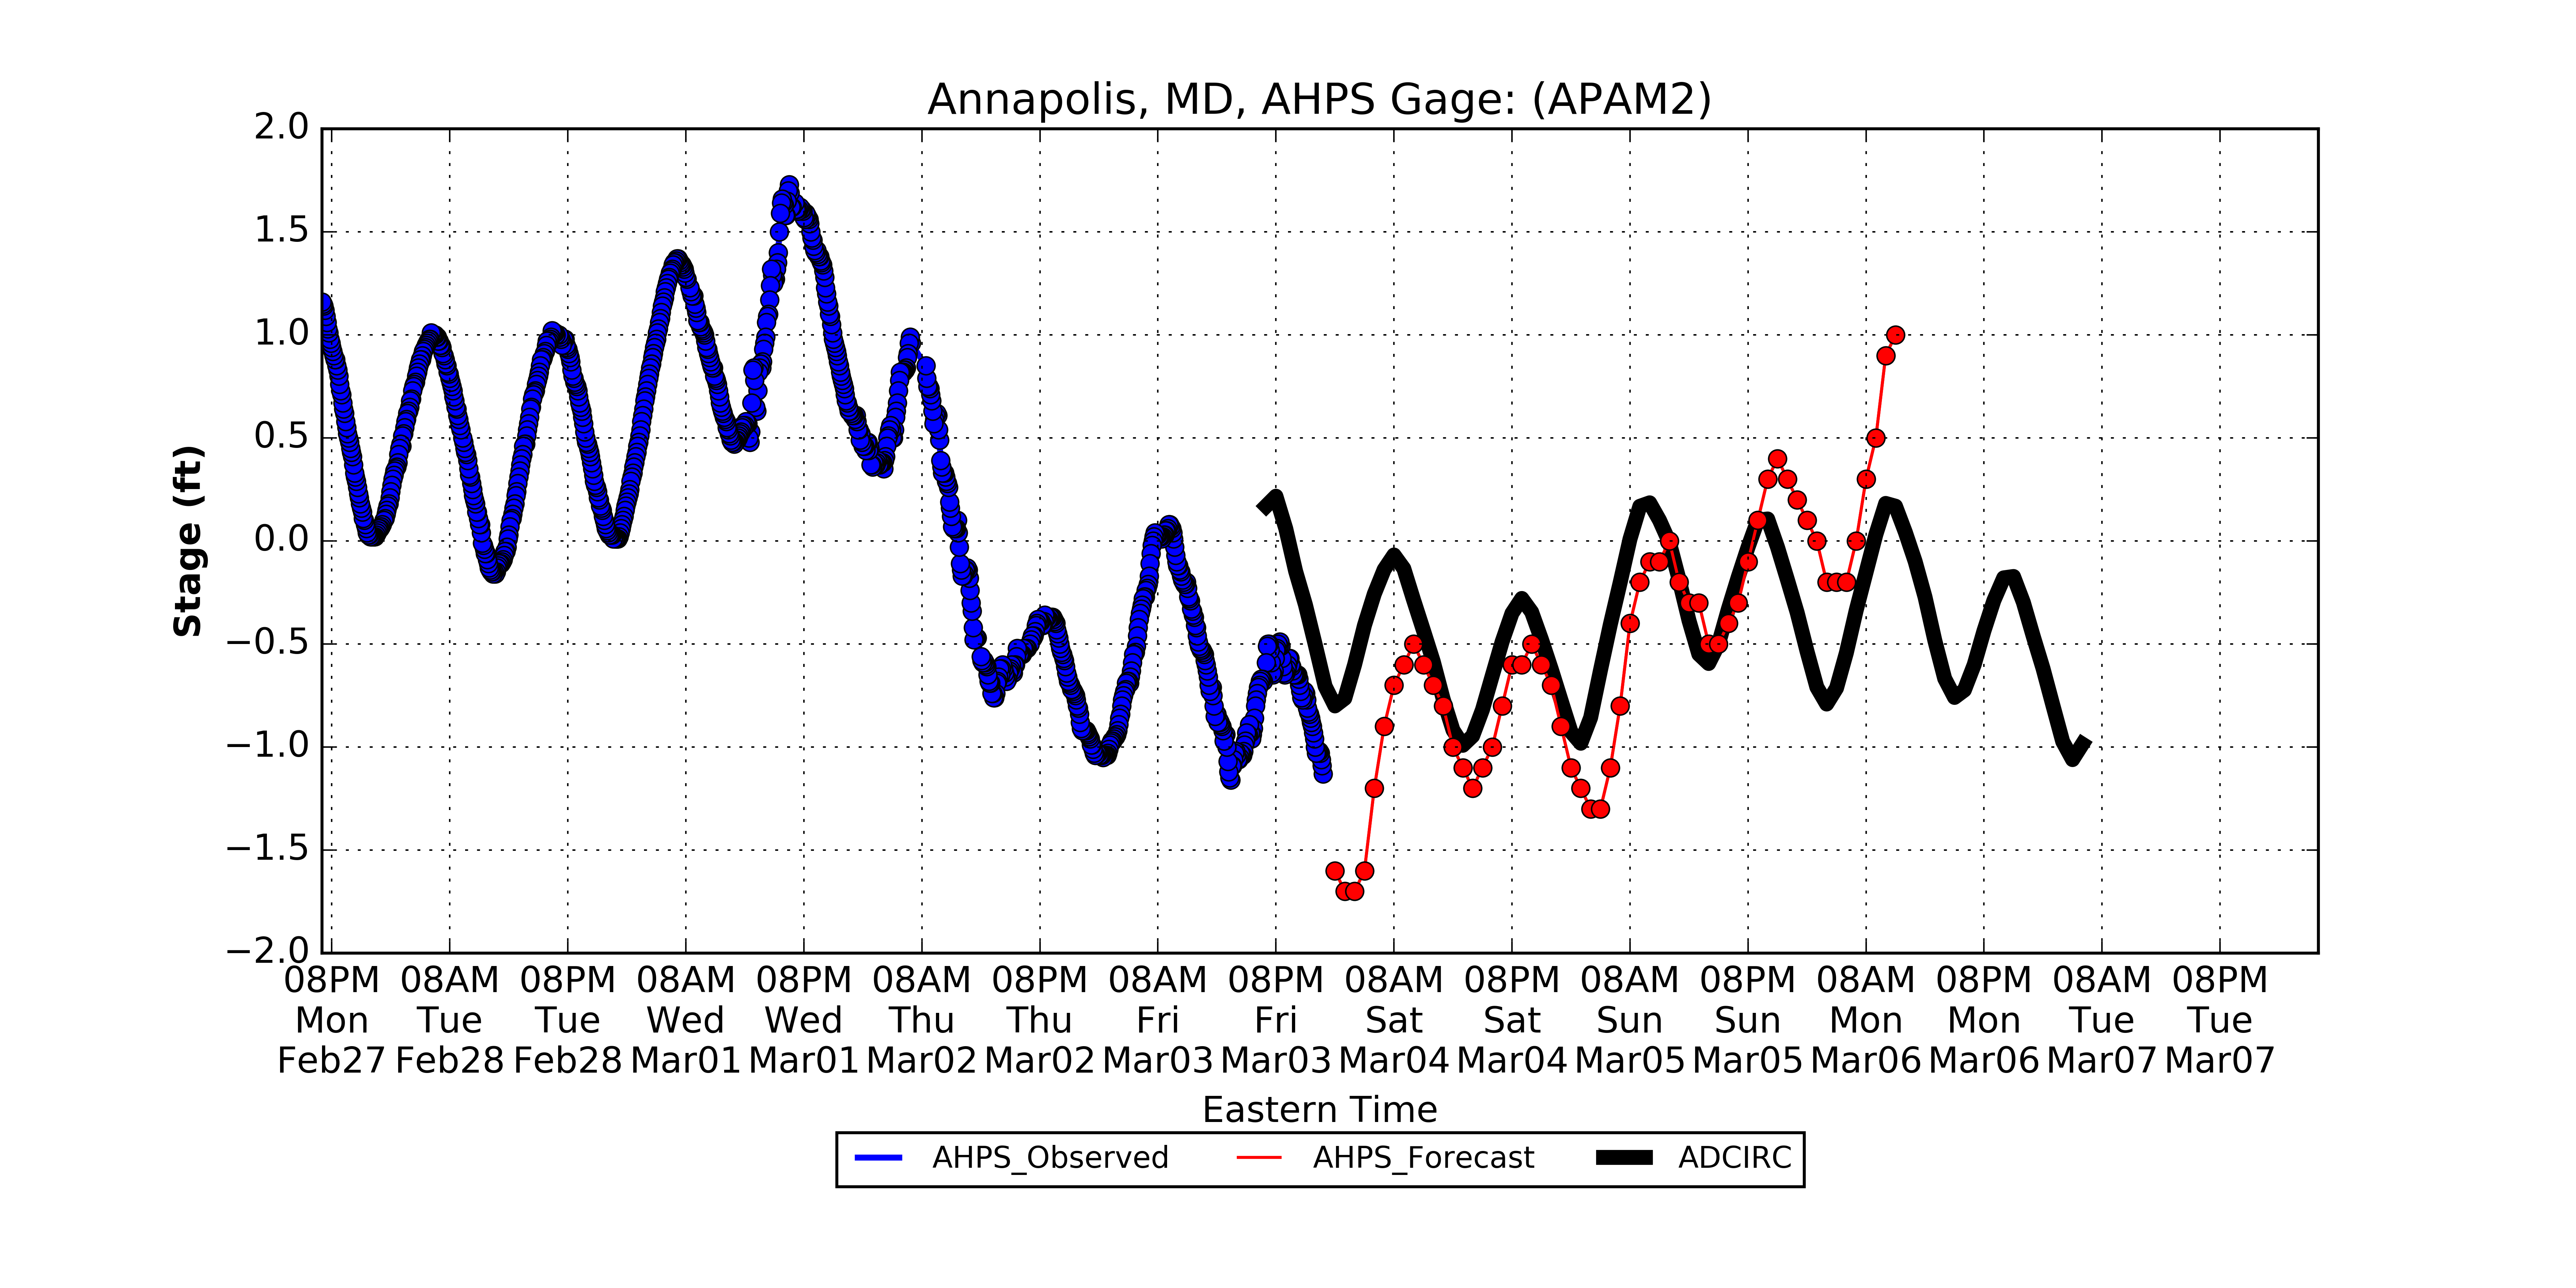 Annapolis, MD, AHPS Gage: (APAM2)
Stage (ft)
2.0
1.5
1.0
0.5
0.0
−0.5
−1.0
−1.5
−2.0
08PM 08AM 08PM 08AM 08PM 08AM 08PM 08AM 08PM 08AM 08PM 08AM 08PM 08AM 08PM 08AM 08PM
Mon Tue Tue Wed Wed Thu Thu Fri Fri Sat Sat Sun Sun Mon Mon Tue Tue
Feb27 Feb28 Feb28 Mar01 Mar01 Mar02 Mar02 Mar03 Mar03 Mar04 Mar04 Mar05 Mar05 Mar06 Mar06 Mar07 Mar07
Eastern Time
AHPS_Observed AHPS_Forecast ADCIRC